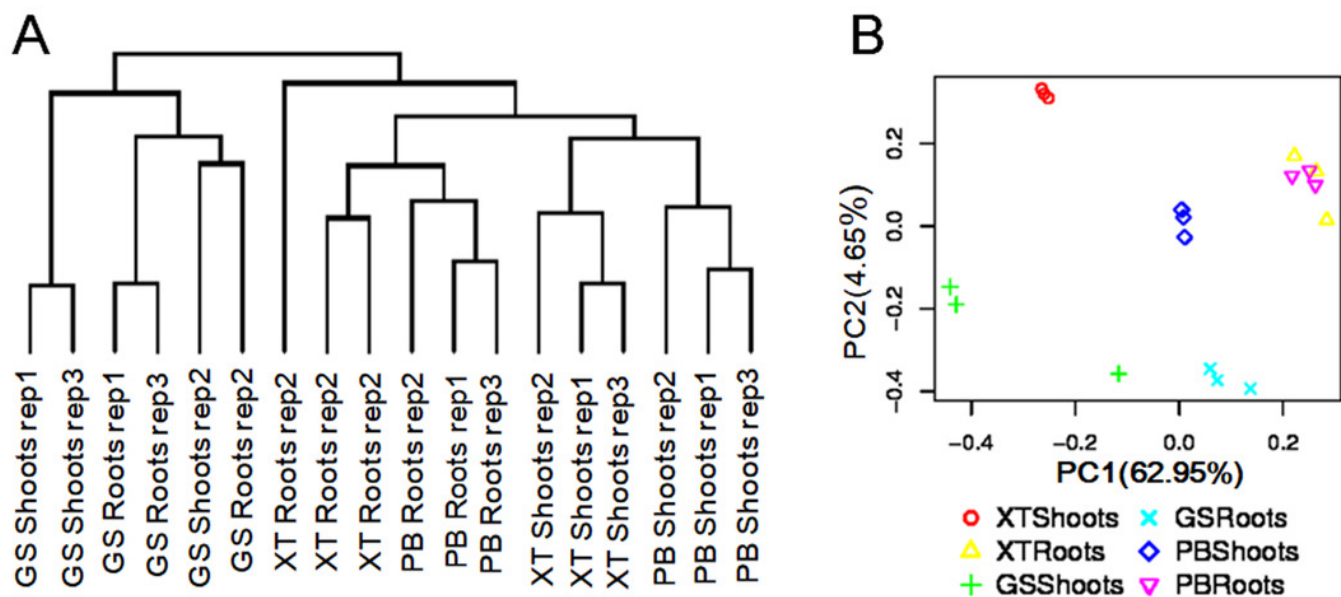 A
GS Shoots rep1
GS Shoots rep3
GS Roots rep1
GS Roots rep3
GS Shoots rep2
GS Roots rep2
XT Roots rep2
XT Roots rep2
XT Roots rep2
PB Roots rep2
PB Roots rep1
PB Roots rep3
XT Shoots rep2
XT Shoots rep1
XT Shoots rep3
PB Shoots rep2
PB Shoots rep1
PB Shoots rep3
B
PC2(4.65%)
0.2
0.0
−0.2
−0.4
−0.4
−0.2
0.0
0.2
PC1(62.95%)
XTShoots
GSRoots
XTRoots
PBShoots
GSShoots
PBRoots